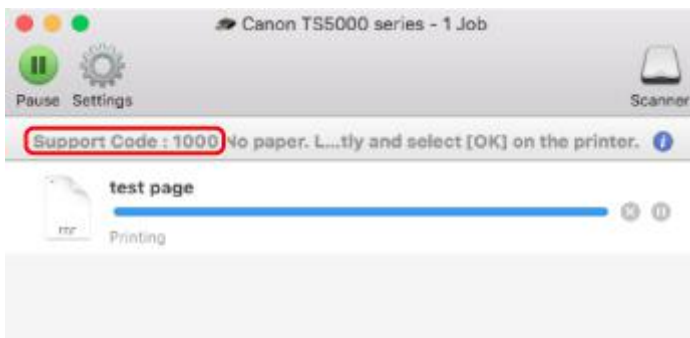 Canon TS5000 series - 1 Job
Pause Settings
Scanner
Support Code : 1000 No paper. L...tly and select [OK] on the printer.
test page
Printing